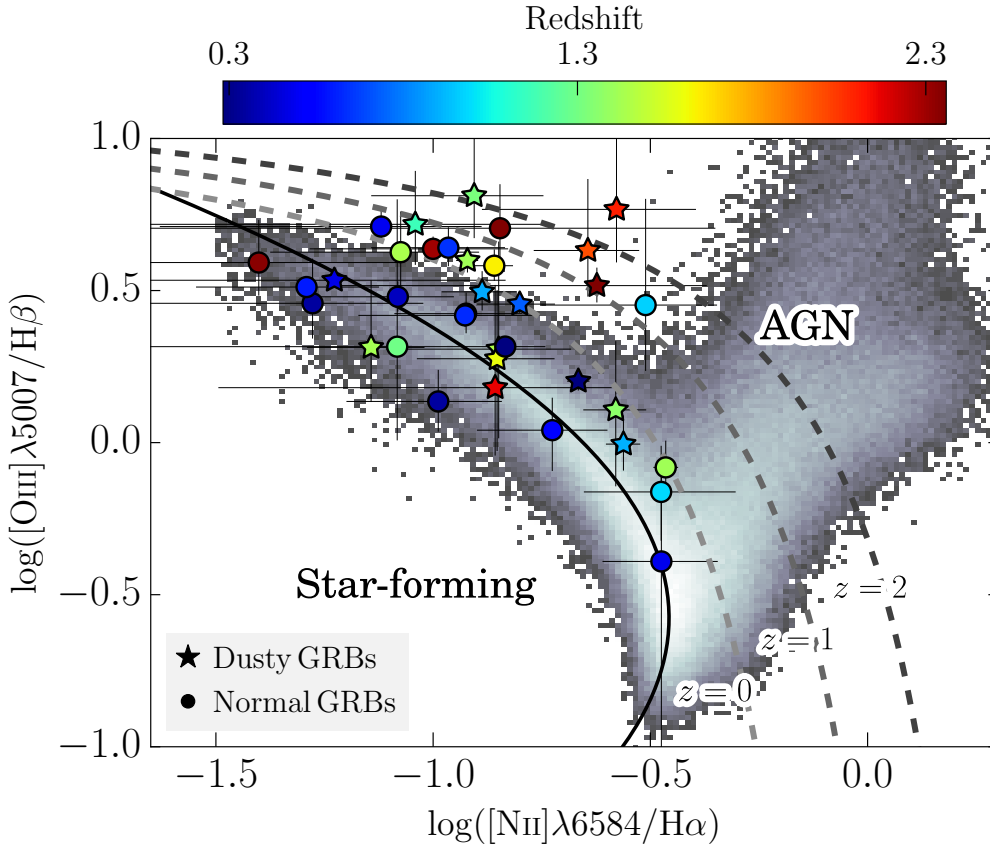 Redshift
0.3 1.3 2.3
1.0
0.5
0.0
−0.5
−1.0
log([OIII]λ5007/Hβ)
AGN
Star-forming
z = 2
z = 1
z = 0
Dusty GRBs
Normal GRBs
−1.5 −1.0 −0.5 0.0
log([NII]λ6584/Hα)